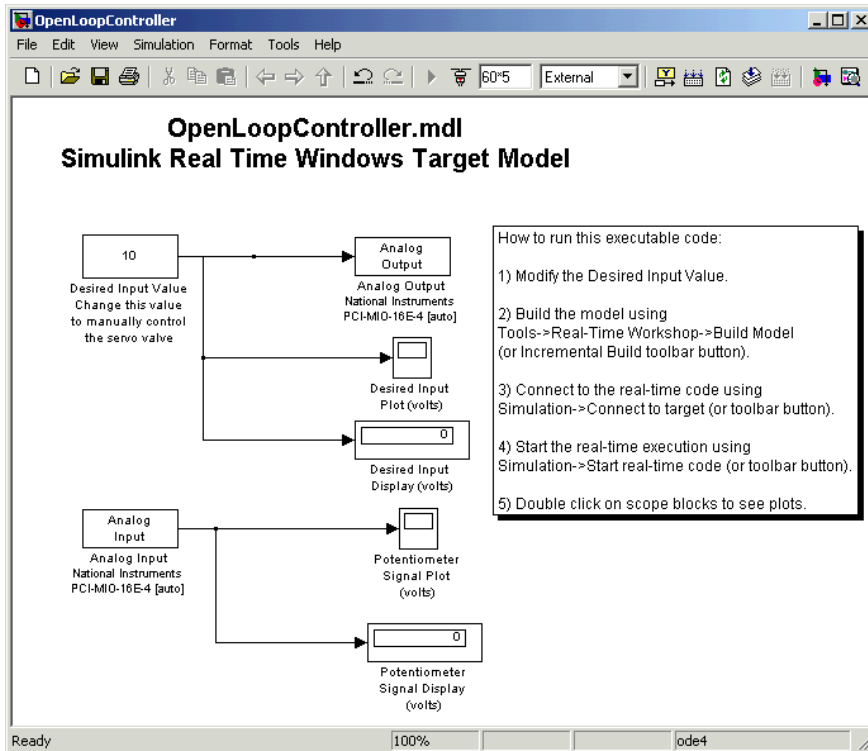 OpenLoopController
File Edit View Simulation Format Tools Help
60*5 External
OpenLoopController.mdl
Simulink Real Time Windows Target Model
10
Desired Input Value
Change this value
to manually control
the servo valve
Analog
Output
Analog Output
National Instruments
PCI-MIO-16E-4 [auto]
Desired Input
Plot (volts)
0
Desired Input
Display (volts)
Analog
Input
Analog Input
National Instruments
PCI-MIO-16E-4 [auto]
Potentiometer
Signal Plot
(volts)
0
Potentiometer
Signal Display
(volts)
How to run this executable code:
1) Modify the Desired Input Value.
2) Build the model using
Tools->Real-Time Workshop->Build Model
(or Incremental Build toolbar button).
3) Connect to the real-time code using
Simulation->Connect to target (or toolbar button).
4) Start the real-time execution using
Simulation->Start real-time code (or toolbar button).
5) Double click on scope blocks to see plots.
Ready 100% ode4